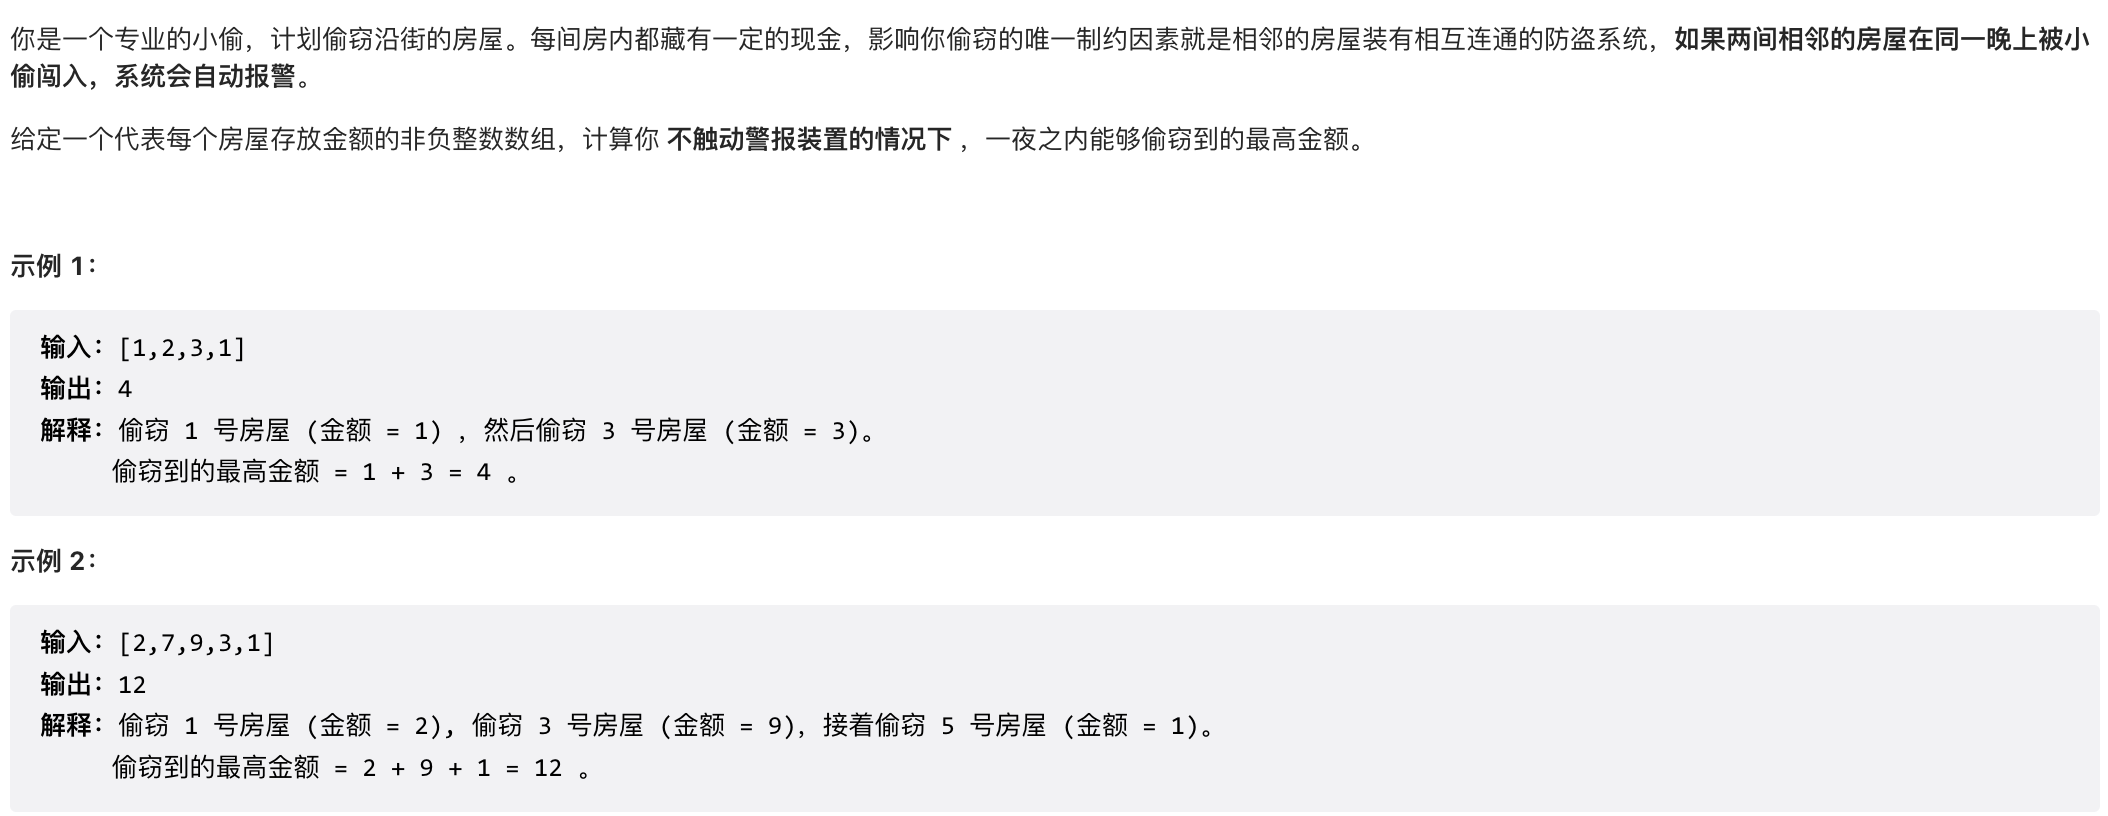 你是一个专业的小偷，计划偷窃沿街的房屋。每间房内都藏有一定的现金，影响你偷窃的唯一制约因素就是相邻的房屋装有相互连通的防盗系统，如果两间相邻的房屋在同一晚上被小
偷闯入，系统会自动报警。
给定一个代表每个房屋存放金额的非负整数数组，计算你 不触动警报装置的情况下 ，一夜之内能够偷窃到的最高金额。
示例 1：
输入：[1,2,3,1]
输出：4
解释：偷窃 1 号房屋 (金额 = 1) ，然后偷窃 3 号房屋 (金额 = 3)。
偷窃到的最高金额 = 1 + 3 = 4 。
示例 2：
输入：[2,7,9,3,1]
输出：12
解释：偷窃 1 号房屋 (金额 = 2), 偷窃 3 号房屋 (金额 = 9)，接着偷窃 5 号房屋 (金额 = 1)。
偷窃到的最高金额 = 2 + 9 + 1 = 12 。